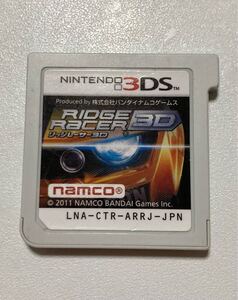 NINTENDO 3DS™
Produced by 株式会社バンダイナムコゲームス
RIDGE RACER 3D
リッジレーサー3D
namco®
© 2011 NAMCO BANDAI Games Inc.
LNA-CTR-ARRJ-JPN